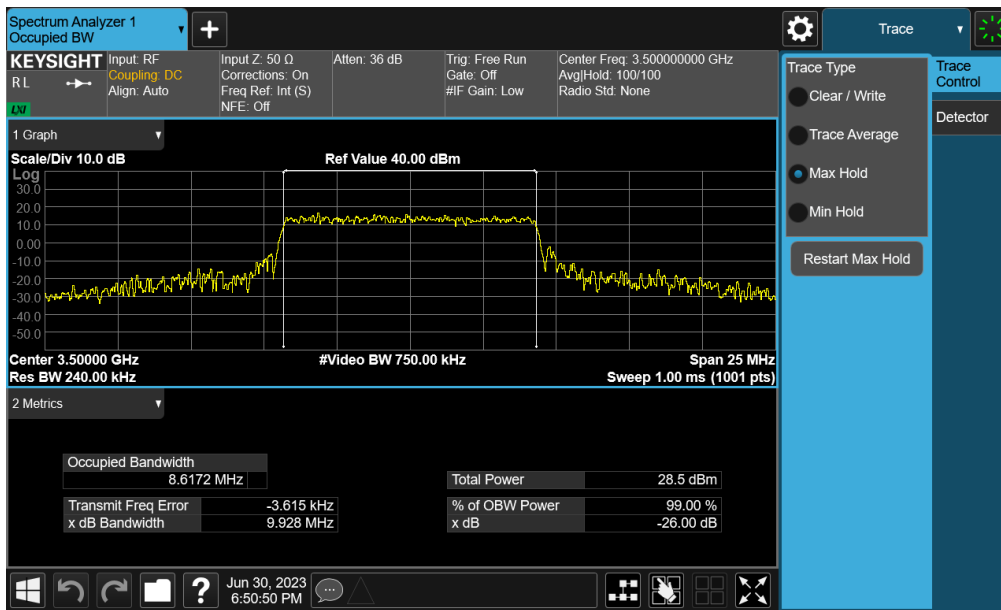 Spectrum Analyzer 1
Occupied BW
+
Trace
KEYSIGHT
R L
LXI
Input: RF
Coupling: DC
Align: Auto
Input Z: 50 Ω
Corrections: On
Freq Ref: Int (S)
NFE: Off
Atten: 36 dB
Trig: Free Run
Gate: Off
#IF Gain: Low
Center Freq: 3.500000000 GHz
Avg|Hold: 100/100
Radio Std: None
Trace Type
Clear / Write
Trace Average
Max Hold
Min Hold
Restart Max Hold
Trace
Control
Detector
1 Graph
Scale/Div 10.0 dB
Ref Value 40.00 dBm
Log
30.0
20.0
10.0
0.00
-10.0
-20.0
-30.0
-40.0
-50.0
Center 3.50000 GHz
#Video BW 750.00 kHz
Span 25 MHz
Res BW 240.00 kHz
Sweep 1.00 ms (1001 pts)
2 Metrics
Occupied Bandwidth
8.6172 MHz
Total Power 28.5 dBm
Transmit Freq Error -3.615 kHz
% of OBW Power 99.00 %
x dB Bandwidth 9.928 MHz
x dB -26.00 dB
?
Jun 30, 2023
6:50:50 PM